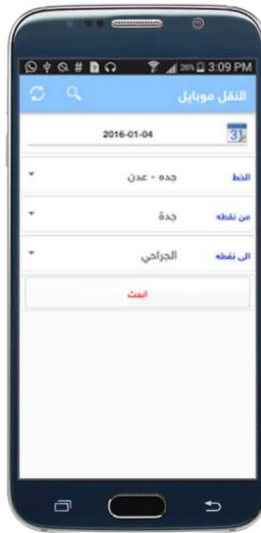 26% 3:09 PM
النقل موبايل
2016-01-04
31
الخط جده - عدن
من نقطه جدة
الى نقطه الجراحي
ابحث